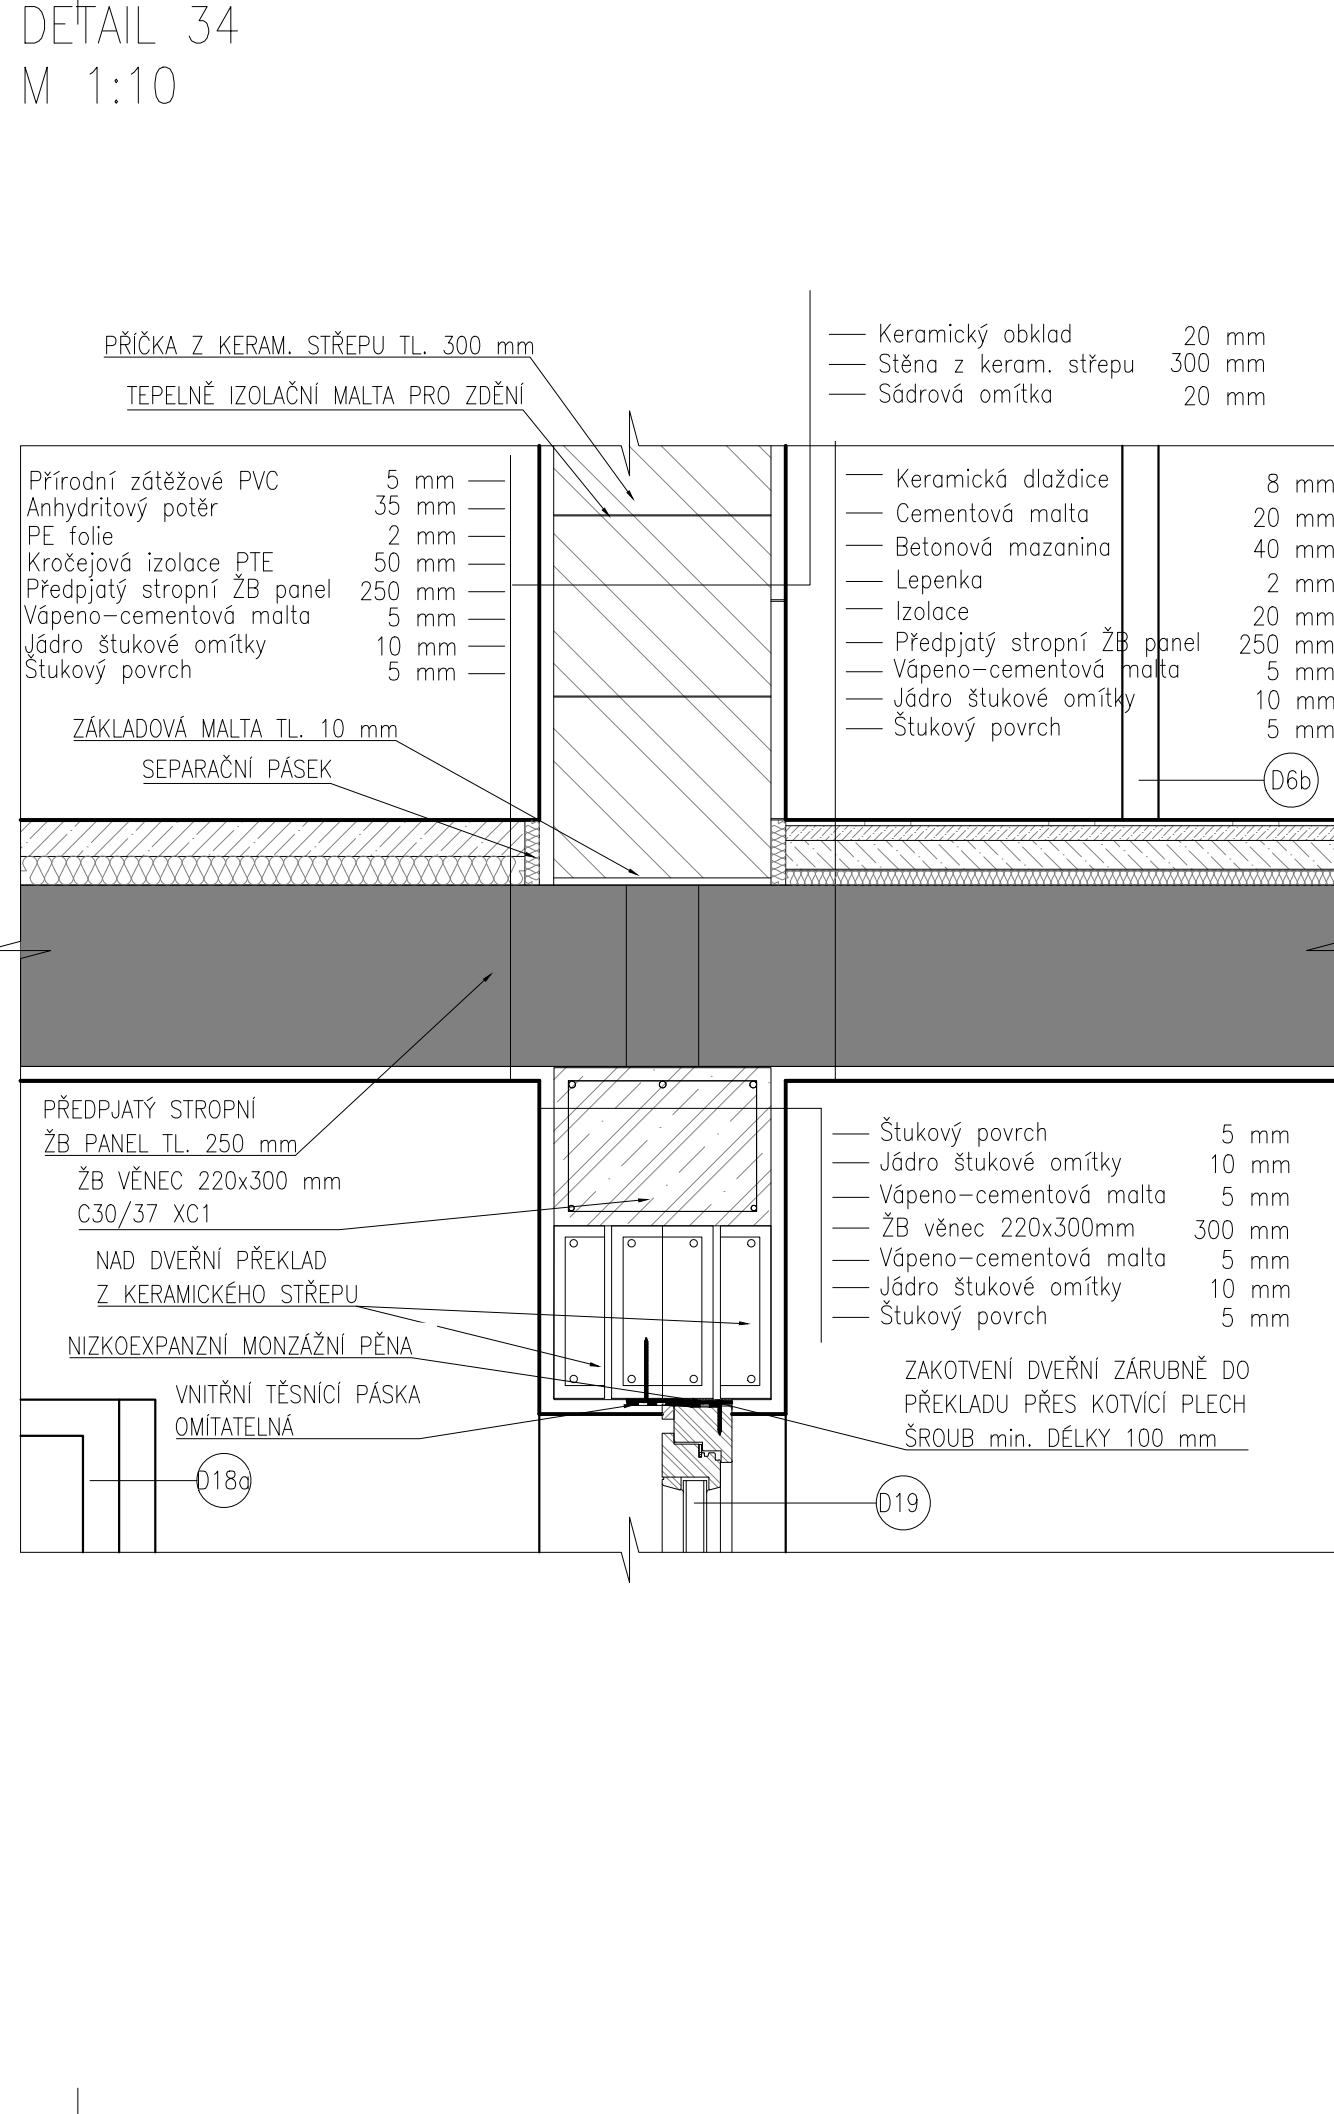 DETAIL 34
M 1:10
PŘÍČKA Z KERAM. STŘEPU TL. 300 mm
TEPELNĚ IZOLAČNÍ MALTA PRO ZDĚNÍ
Keramický obklad 20 mm
Stěna z keram. střepu 300 mm
Sádrová omítka 20 mm
Přírodní zátěžové PVC 5 mm
Anhydritový potěr 35 mm
PE folie 2 mm
Kročejová izolace PTE 50 mm
Předpjatý stropní ŽB panel 250 mm
Vápeno-cementová malta 5 mm
Jádro štukové omítky 10 mm
Štukový povrch 5 mm
Keramická dlaždice 8 mm
Cementová malta 20 mm
Betonová mazanina 40 mm
Lepenka 2 mm
Izolace 20 mm
Předpjatý stropní ŽB panel 250 mm
Vápeno-cementová malta 5 mm
Jádro štukové omítky 10 mm
Štukový povrch 5 mm
ZÁKLADOVÁ MALTA TL. 10 mm
SEPARAČNÍ PÁSEK
D6b
PŘEDPJATÝ STROPNÍ
ŽB PANEL TL. 250 mm
ŽB VĚNEC 220x300 mm
C30/37 XC1
NAD DVEŘNÍ PŘEKLAD
Z KERAMICKÉHO STŘEPU
NIZKOEXPANZNÍ MONZÁŽNÍ PĚNA
VNITŘNÍ TĚSNÍCÍ PÁSKA
OMÍTATELNÁ
D18a
Štukový povrch 5 mm
Jádro štukové omítky 10 mm
Vápeno-cementová malta 5 mm
ŽB věnec 220x300mm 300 mm
Vápeno-cementová malta 5 mm
Jádro štukové omítky 10 mm
Štukový povrch 5 mm
ZAKOTVENÍ DVEŘNÍ ZÁRUBNĚ DO
PŘEKLADU PŘES KOTVÍCÍ PLECH
ŠROUB min. DÉLKY 100 mm
D19